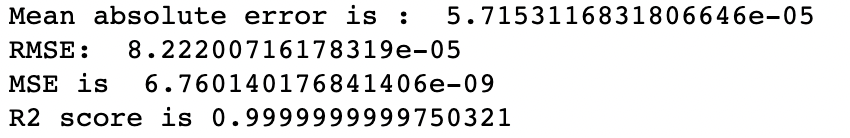 Mean absolute error is :  5.7153116831806646e-05
RMSE:  8.22200716178319e-05
MSE is  6.760140176841406e-09
R2 score is 0.9999999999750321